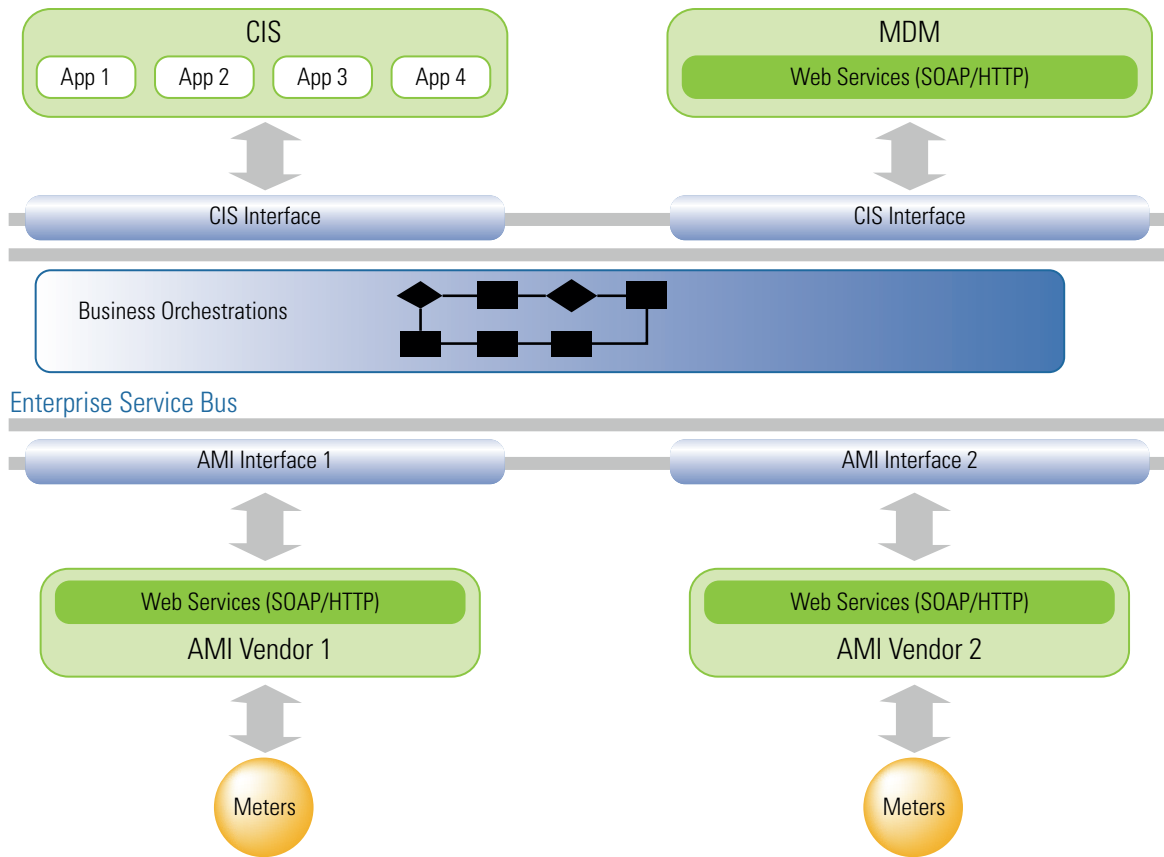 CIS
App 1
App 2
App 3
App 4
MDM
Web Services (SOAP/HTTP)
CIS Interface
CIS Interface
Business Orchestrations
Enterprise Service Bus
AMI Interface 1
AMI Interface 2
Web Services (SOAP/HTTP)
AMI Vendor 1
Web Services (SOAP/HTTP)
AMI Vendor 2
Meters
Meters